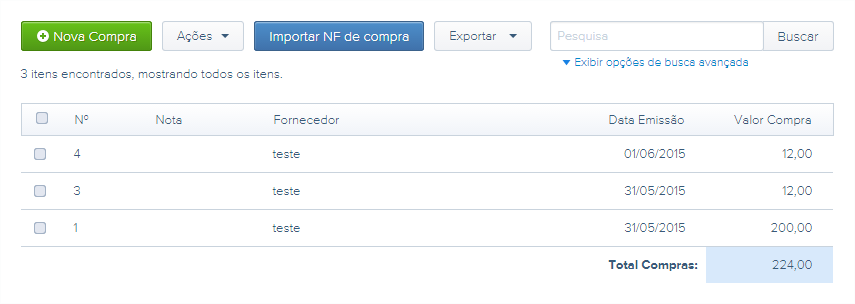 Nova Compra Ações Importar NF de compra Exportar Pesquisa Buscar
Exibir opções de busca avançada
3 itens encontrados, mostrando todos os itens.
Nº Nota Fornecedor Data Emissão Valor Compra
4 teste 01/06/2015 12,00
3 teste 31/05/2015 12,00
1 teste 31/05/2015 200,00
Total Compras: 224,00